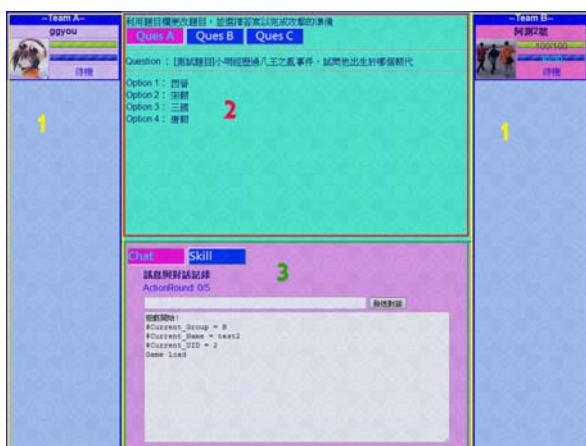 --Team A--
ggyou
待機
1
利用題目欄更改題目，並選擇答案以完成攻擊的準備
Ques A
Ques B
Ques C
Question： [測試題目]小明經歷過八王之亂事件，試問他出生於哪個朝代
Option 1： 西晉
Option 2： 宋朝
Option 3： 三國
Option 4： 唐朝
2
--Team B--
阿測2號
100/100
待機
1
Chat
Skill
3
訊息與對話記錄
ActionRound: 0/5
發送對話
遊戲開始!
#Current_Group = B
#Current_Name = test2
#Current_UID = 2
Game load